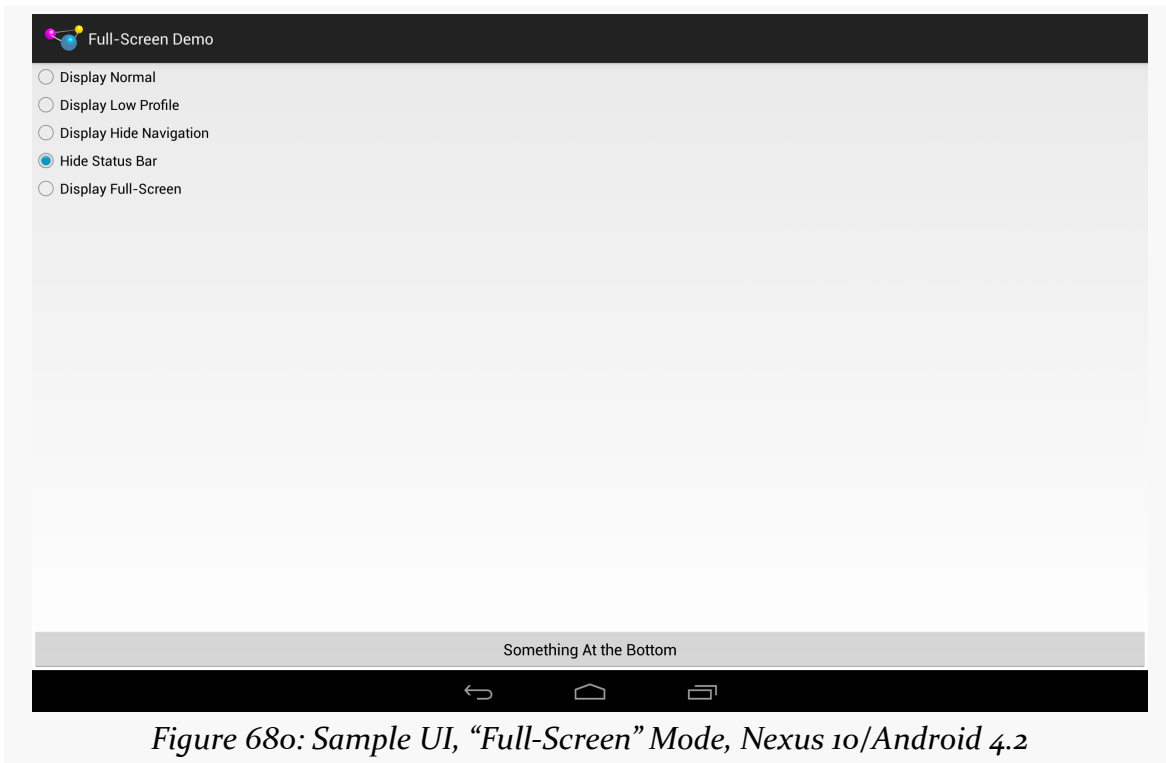 Full-Screen Demo
Display Normal
Display Low Profile
Display Hide Navigation
Hide Status Bar
Display Full-Screen
Something At the Bottom
Figure 680: Sample UI, “Full-Screen” Mode, Nexus 10/Android 4.2